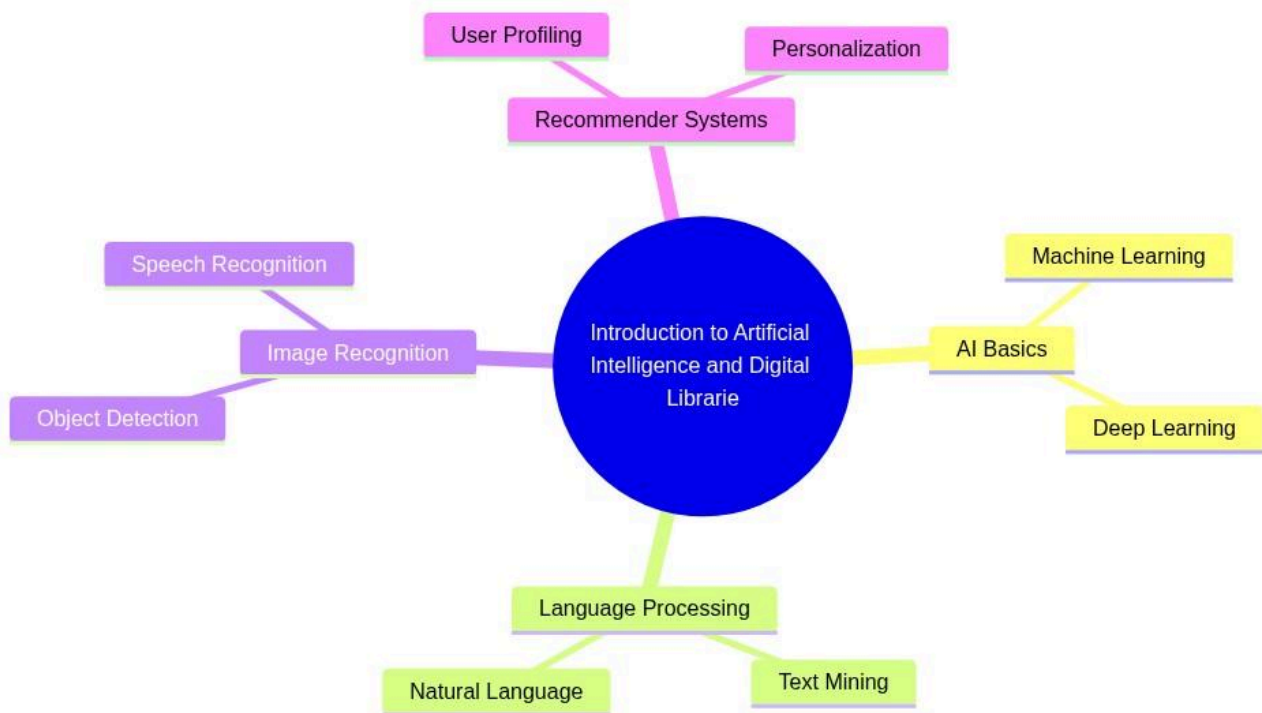 User Profiling
Personalization
Recommender Systems
Speech Recognition
Machine Learning
Introduction to Artificial
Intelligence and Digital
Librarie
Image Recognition
AI Basics
Object Detection
Deep Learning
Language Processing
Natural Language
Text Mining